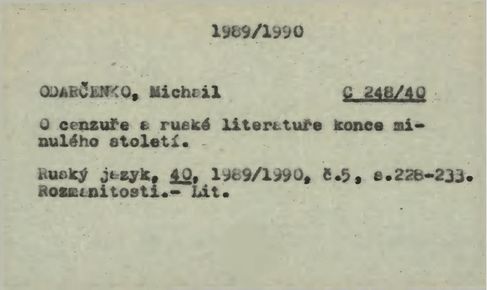 1989/1990
ODARČENKO, Michail C 248/40
O cenzuře a ruské literatuře konce mi-
nulého století.
Ruský jazyk, 40, 1989/1990, č.5, s.228-233.
Rozmanitosti.- Lit.